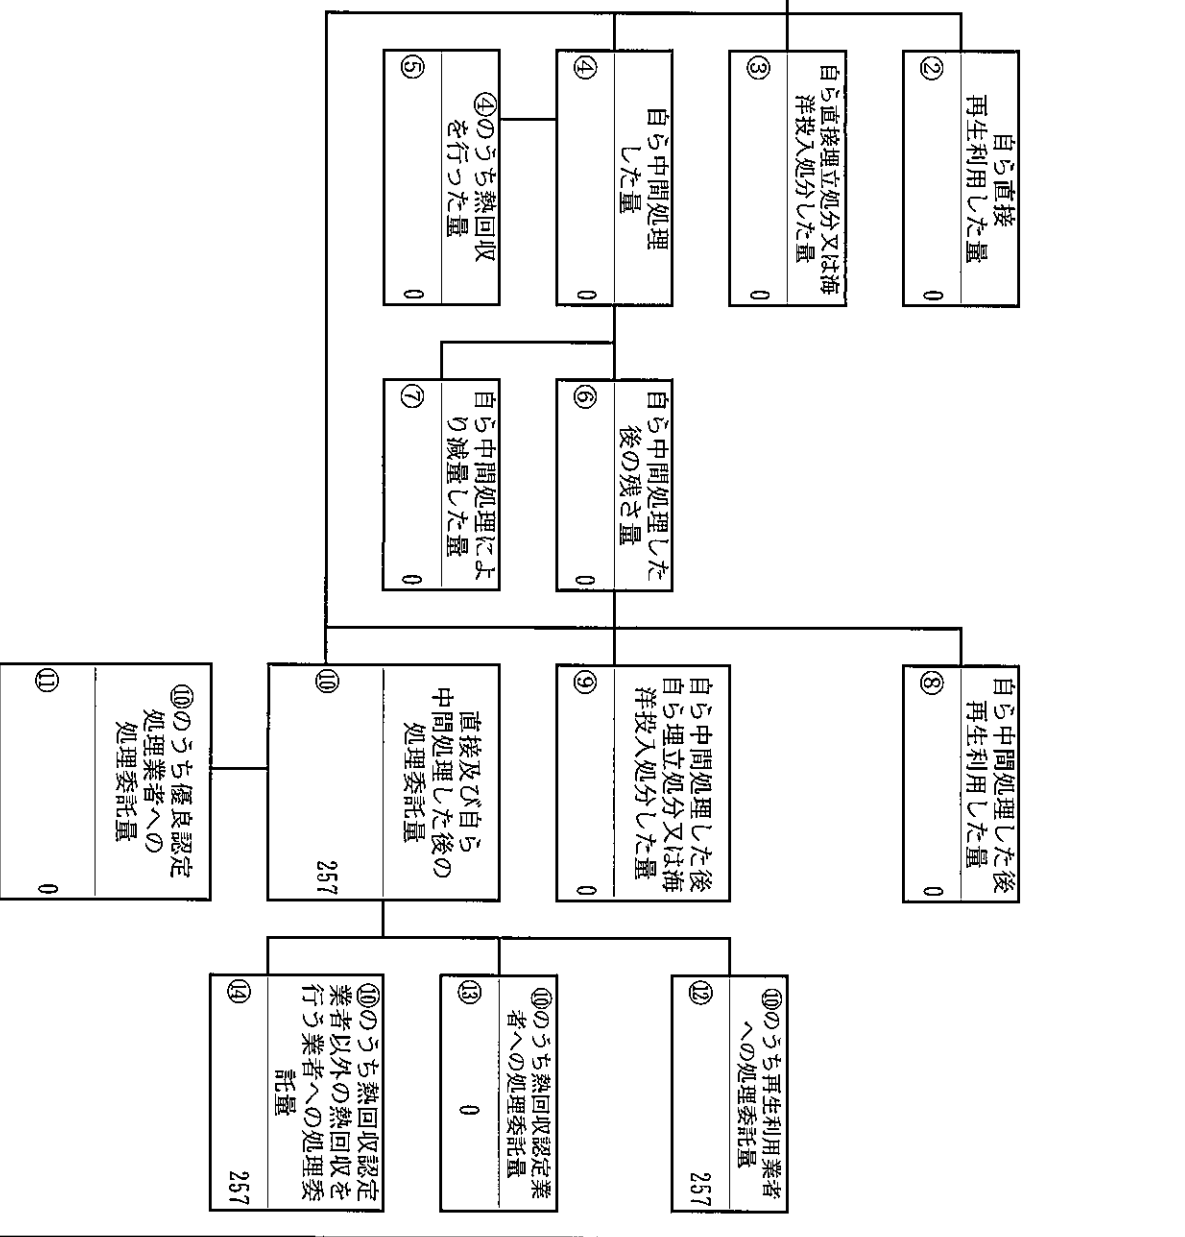 自ら直接
再生利用した量
②
0
自ら中間処理した後
再生利用した量
⑧
0
自ら直接埋立処分又は海
洋投入処分した量
③
0
⑩のうち再生利用業者
への処理委託量
⑫
257
自ら中間処理
した量
④
0
自ら中間処理した
後の残さ量
⑥
0
自ら中間処理した後
自ら埋立処分又は海
洋投入処分した量
⑨
0
⑩のうち熱回収認定業
者への処理委託量
⑬
0
④のうち熱回収
を行った量
⑤
0
自ら中間処理によ
り減量した量
⑦
0
直接及び自ら
中間処理した後の
処理委託量
⑩
257
⑩のうち熱回収認定
業者以外の熱回収を
行う業者への処理委
託量
⑭
257
⑩のうち優良認定
処理業者への
処理委託量
⑪
0